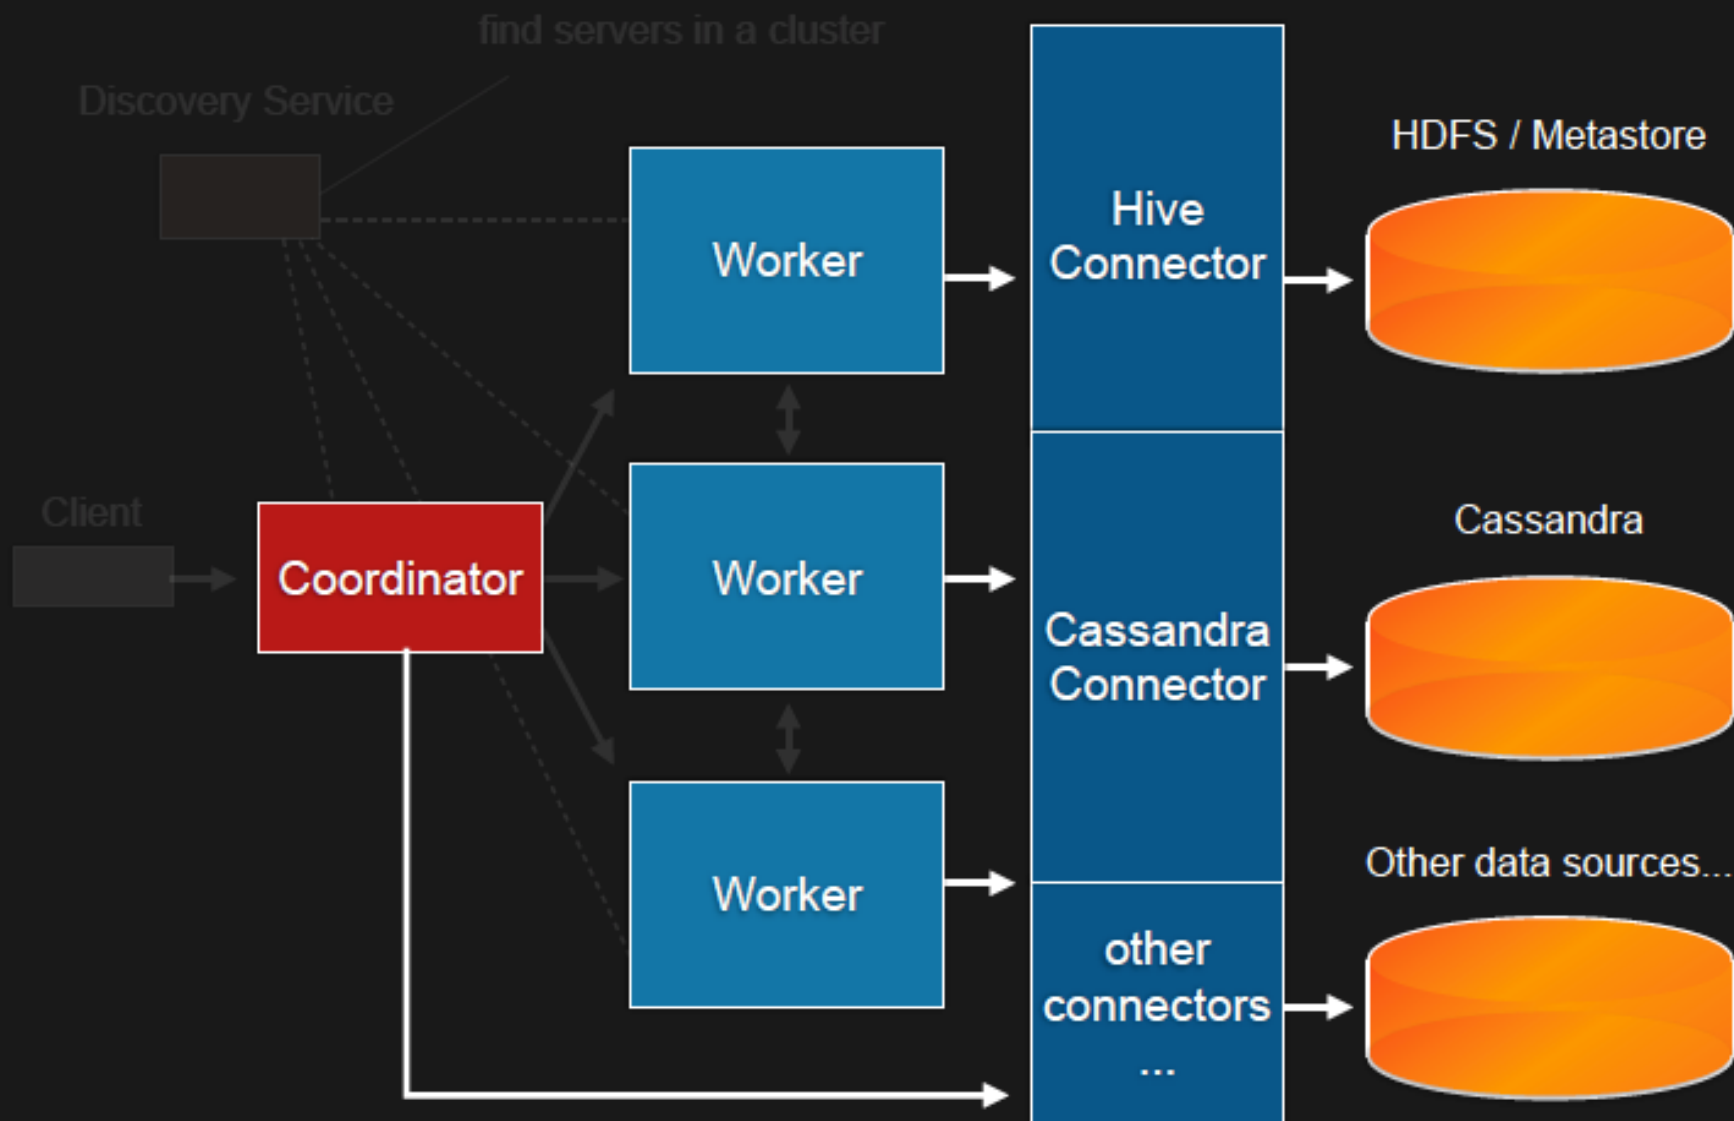 find servers in a cluster
Discovery Service
HDFS / Metastore
Worker
Hive
Connector
Client
Coordinator
Worker
Cassandra
Connector
Cassandra
Worker
other
connectors
...
Other data sources...